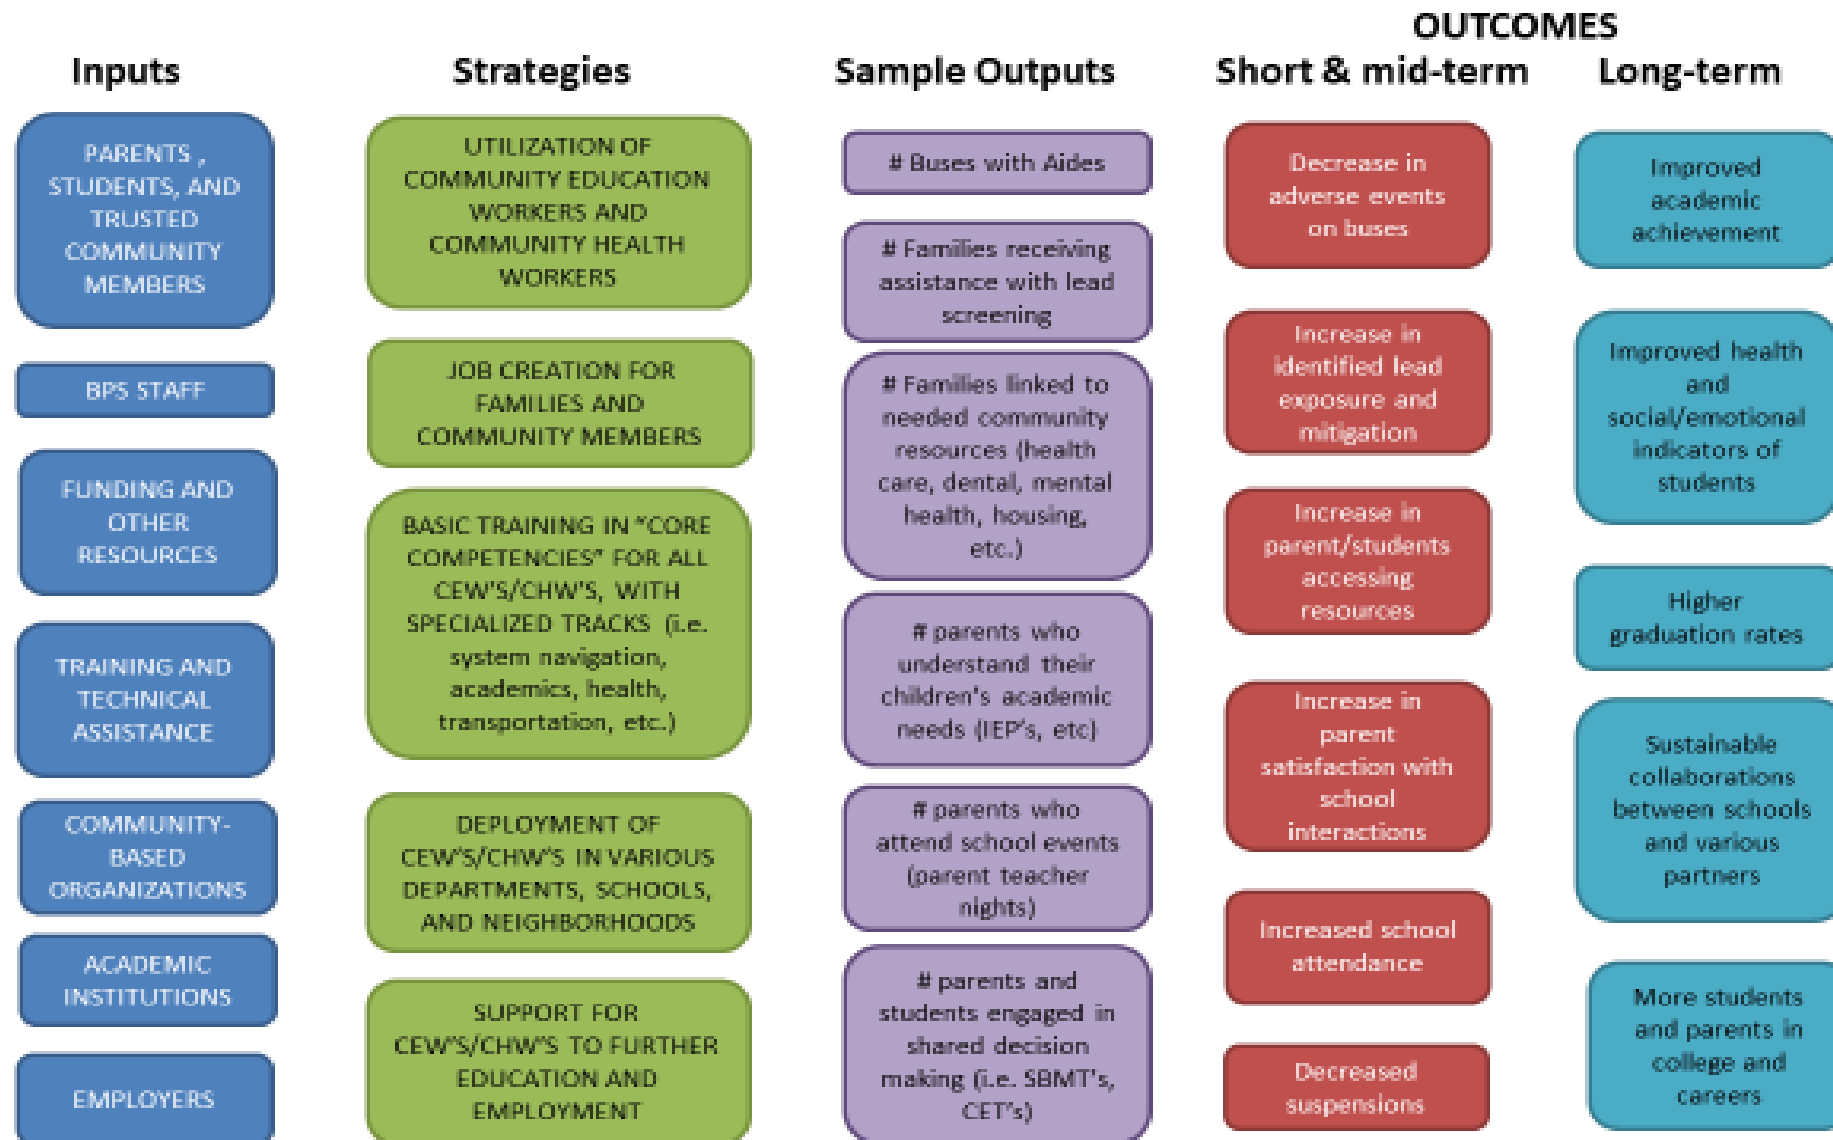 OUTCOMES
Inputs
Strategies
Sample Outputs
Short & mid-term
Long-term
PARENTS ,
STUDENTS, AND
TRUSTED
COMMUNITY
MEMBERS
BPS STAFF
FUNDING AND
OTHER
RESOURCES
TRAINING AND
TECHNICAL
ASSISTANCE
COMMUNITY-
BASED
ORGANIZATIONS
ACADEMIC
INSTITUTIONS
EMPLOYERS
UTILIZATION OF
COMMUNITY EDUCATION
WORKERS AND
COMMUNITY HEALTH
WORKERS
JOB CREATION FOR
FAMILIES AND
COMMUNITY MEMBERS
BASIC TRAINING IN “CORE
COMPETENCIES” FOR ALL
CEW'S/CHW'S, WITH
SPECIALIZED TRACKS (i.e.
system navigation,
academics, health,
transportation, etc.)
DEPLOYMENT OF
CEW'S/CHW'S IN VARIOUS
DEPARTMENTS, SCHOOLS,
AND NEIGHBORHOODS
SUPPORT FOR
CEW'S/CHW'S TO FURTHER
EDUCATION AND
EMPLOYMENT
# Buses with Aides
# Families receiving
assistance with lead
screening
# Families linked to
needed community
resources (health
care, dental, mental
health, housing,
etc.)
# parents who
understand their
children's academic
needs (IEP's, etc)
# parents who
attend school events
(parent teacher
nights)
# parents and
students engaged in
shared decision
making (i.e. SBMT's,
CET's)
Decrease in
adverse events
on buses
Increase in
identified lead
exposure and
mitigation
Increase in
parent/students
accessing
resources
Increase in
parent
satisfaction with
school
interactions
Increased school
attendance
Decreased
suspensions
Improved
academic
achievement
Improved health
and
social/emotional
indicators of
students
Higher
graduation rates
Sustainable
collaborations
between schools
and various
partners
More students
and parents in
college and
careers